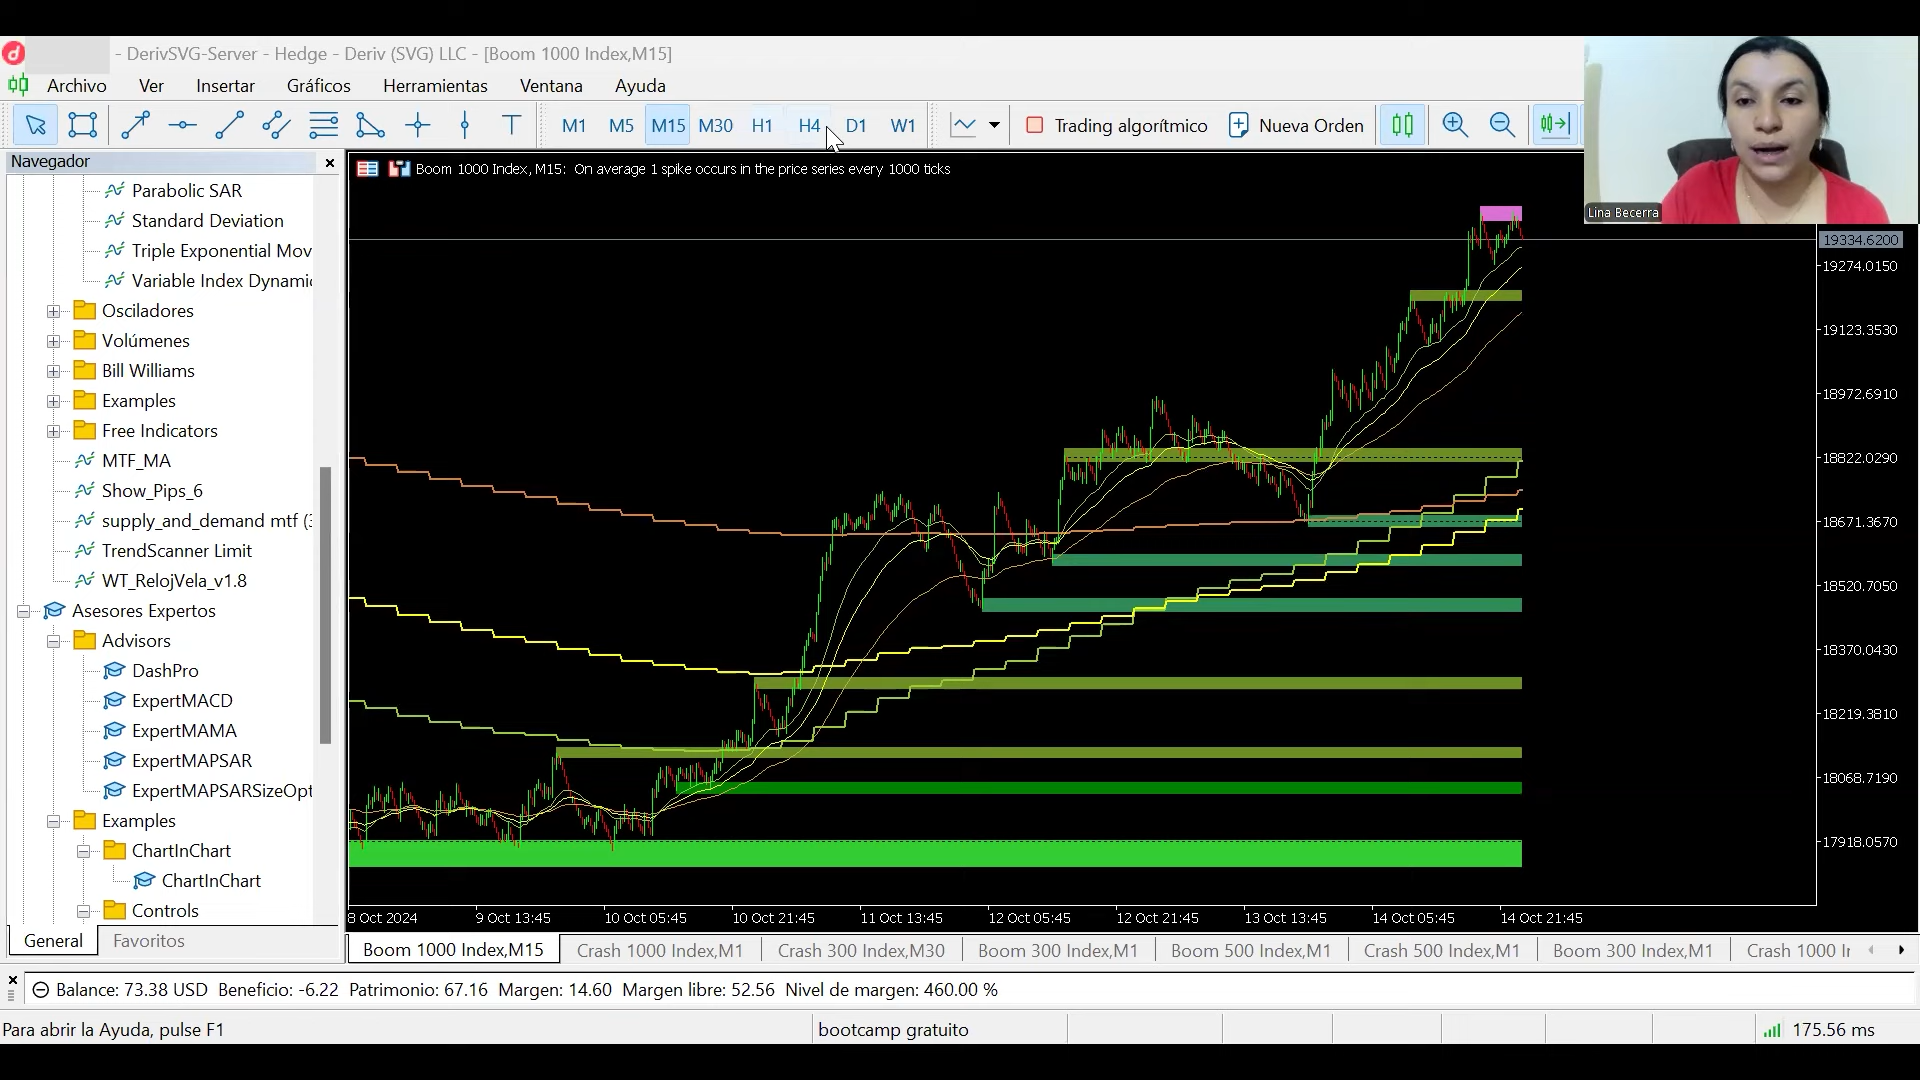 - DerivSVG-Server - Hedge - Deriv (SVG) LLC - [Boom 1000 Index,M15]
Archivo Ver Insertar Gráficos Herramientas Ventana Ayuda
T M1 M5 M15 M30 H1 H4 D1 W1 Trading algorítmico Nueva Orden
Lina Becerra
Navegador
Parabolic SAR
Standard Deviation
Triple Exponential Mov
Variable Index Dynamic
Osciladores
Volúmenes
Bill Williams
Examples
Free Indicators
MTF_MA
Show_Pips_6
supply_and_demand mtf (3
TrendScanner Limit
WT_RelojVela_v1.8
Asesores Expertos
Advisors
DashPro
ExpertMACD
ExpertMAMA
ExpertMAPSAR
ExpertMAPSARSizeOpt
Examples
ChartInChart
ChartInChart
Controls
General Favoritos
Boom 1000 Index, M15: On average 1 spike occurs in the price series every 1000 ticks
19334.6200
19274.0150
19123.3530
18972.6910
18822.0290
18671.3670
18520.7050
18370.0430
18219.3810
18068.7190
17918.0570
8 Oct 2024 9 Oct 13:45 10 Oct 05:45 10 Oct 21:45 11 Oct 13:45 12 Oct 05:45 12 Oct 21:45 13 Oct 13:45 14 Oct 05:45 14 Oct 21:45
Boom 1000 Index,M15 Crash 1000 Index,M1 Crash 300 Index,M30 Boom 300 Index,M1 Boom 500 Index,M1 Crash 500 Index,M1 Boom 300 Index,M1 Crash 1000 Ir
Balance: 73.38 USD Beneficio: -6.22 Patrimonio: 67.16 Margen: 14.60 Margen libre: 52.56 Nivel de margen: 460.00 %
Para abrir la Ayuda, pulse F1 bootcamp gratuito 175.56 ms